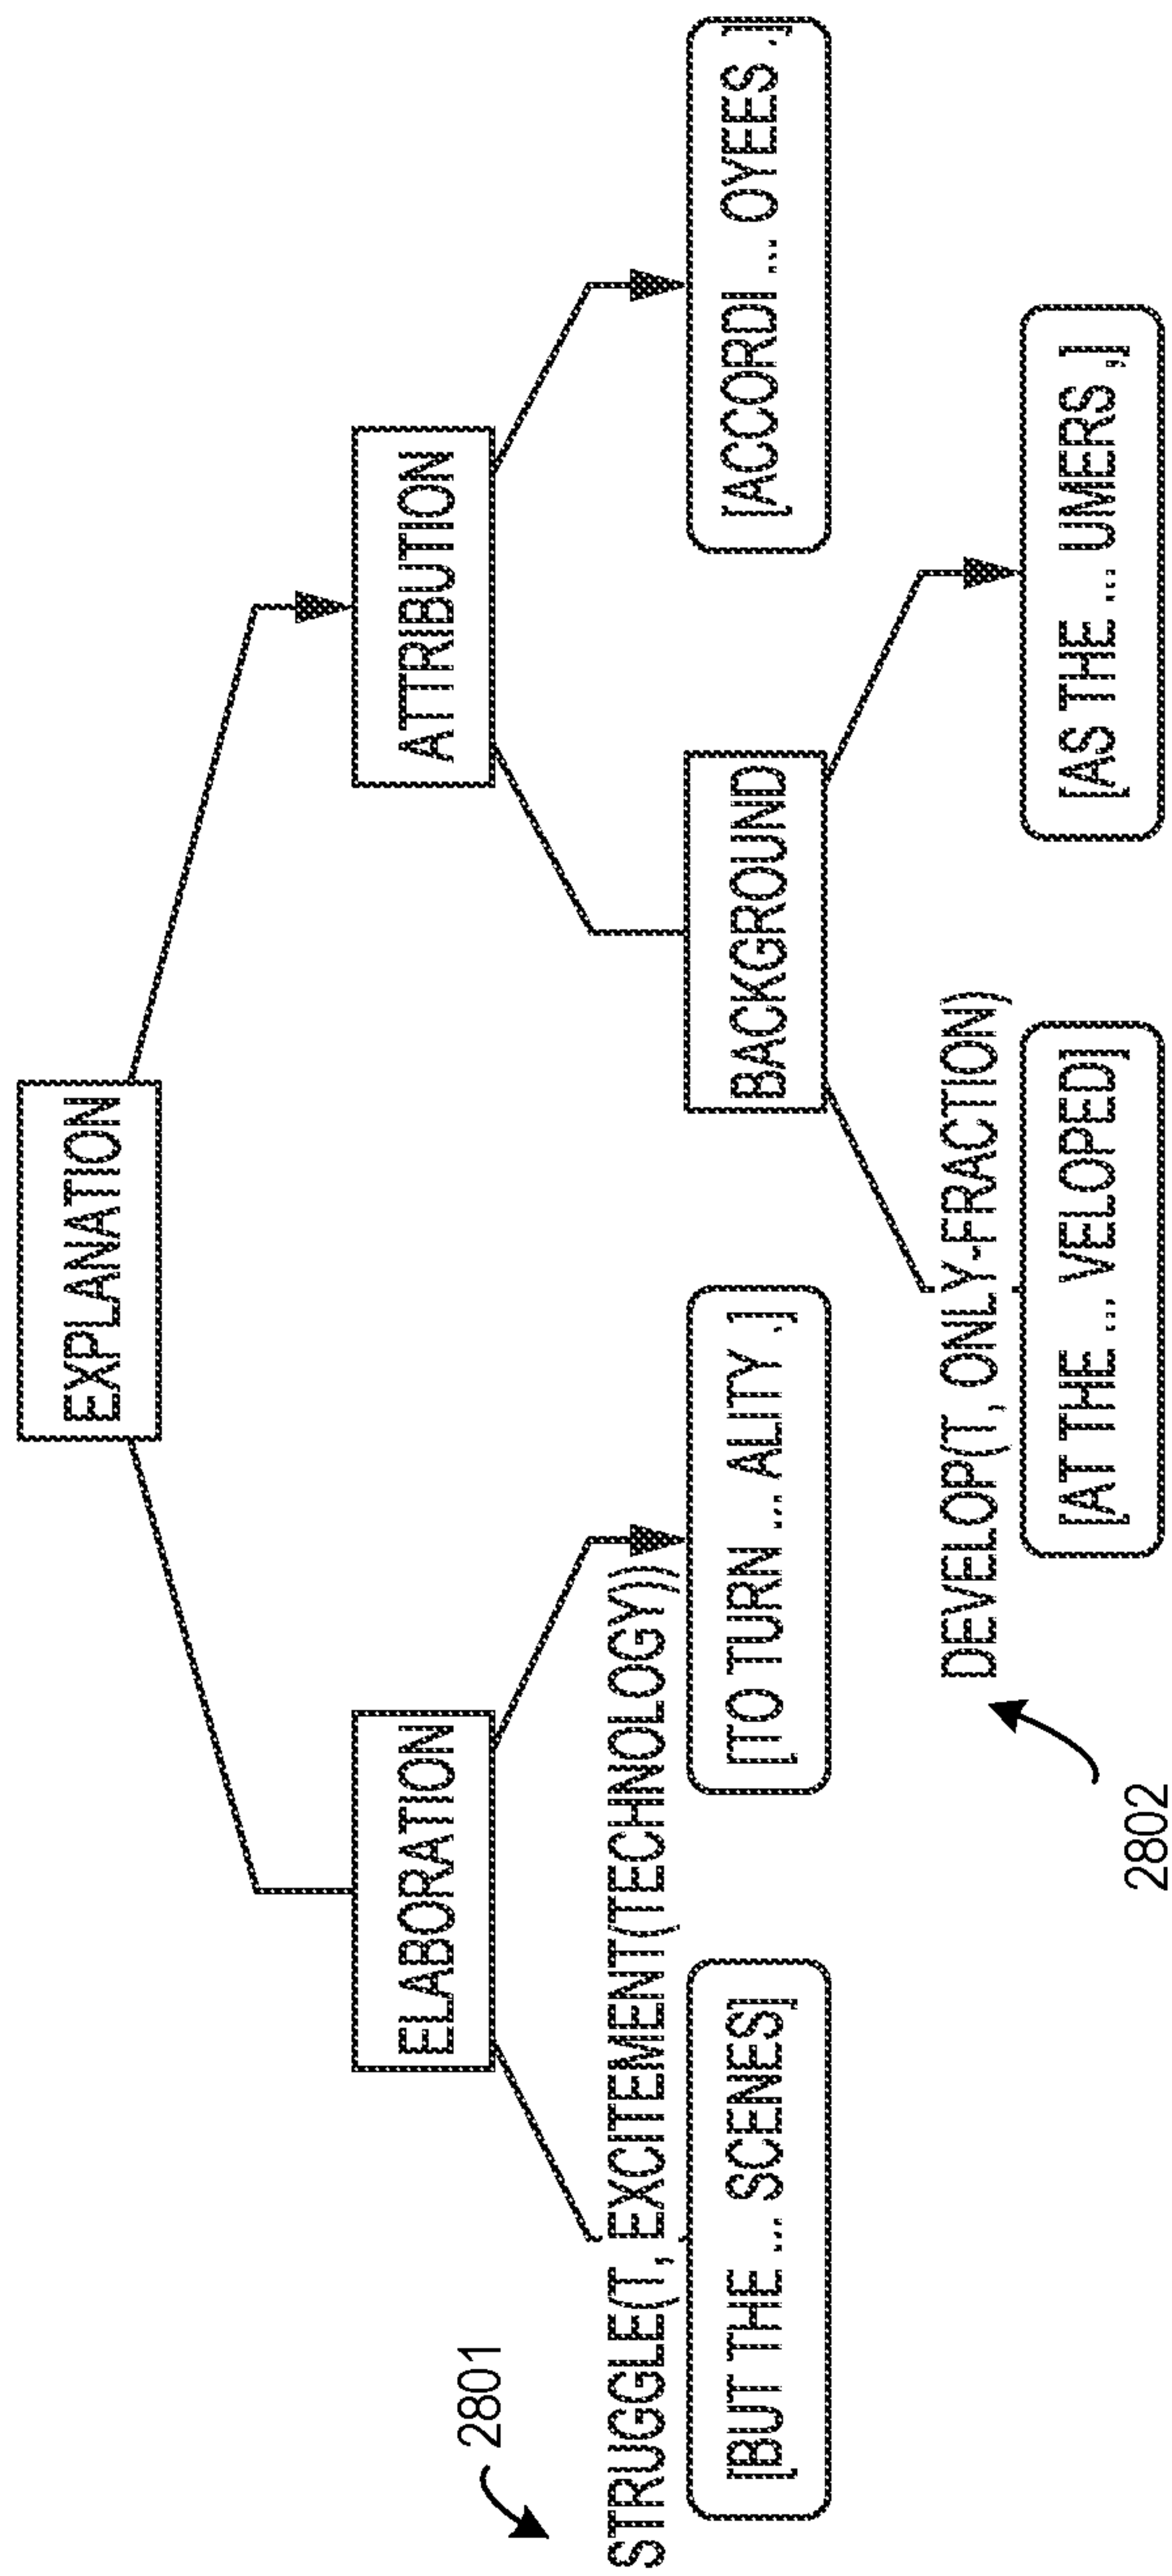 EXPLANATION
ELABORATION
ATTRIBUTION
2801
STRUGGLE(T, EXCITEMENT(TECHNOLOGY))
[BUT THE ... SCENES]
[TO TURN ... ALITY ,]
BACKGROUND
[ACCORDI ... OYEES ,]
DEVELOP(T, ONLY-FRACTION)
[AT THE ... VELOPED]
[AS THE ... UMERS ,]
2802